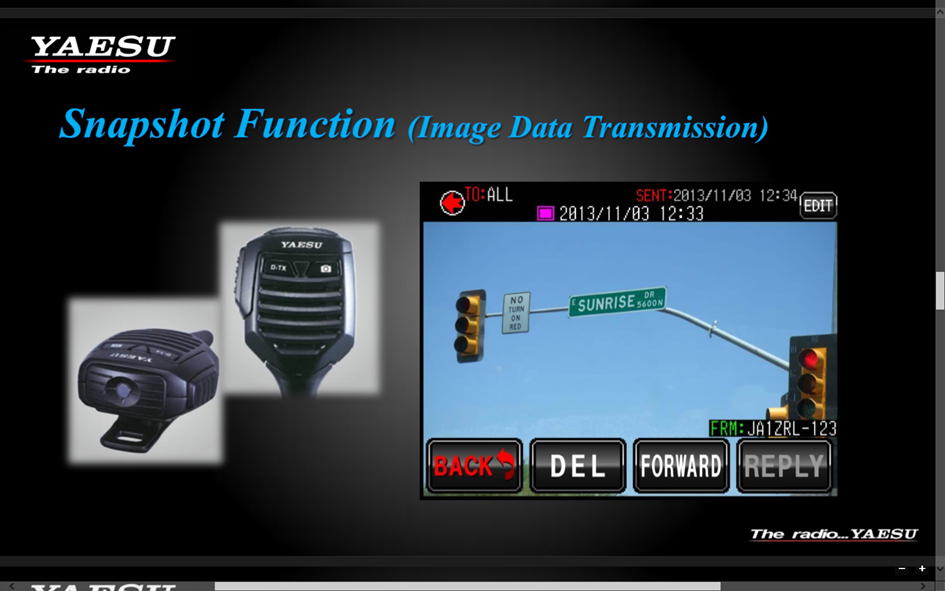 YAESU
The radio
Snapshot Function (Image Data Transmission)
TO:ALL
SENT:2013/11/03 12:34
EDIT
2013/11/03 12:33
YAESU
D-TX
NO
TURN
ON
RED
E SUNRISE DR
5600N
YAESU
FRM:JA1ZRL-123
BACK
DEL
FORWARD
REPLY
The radio...YAESU
YAESU